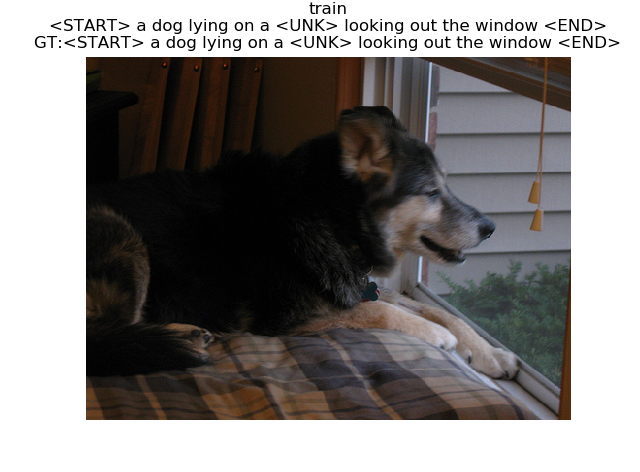 train
<START> a dog lying on a <UNK> looking out the window <END>
GT:<START> a dog lying on a <UNK> looking out the window <END>